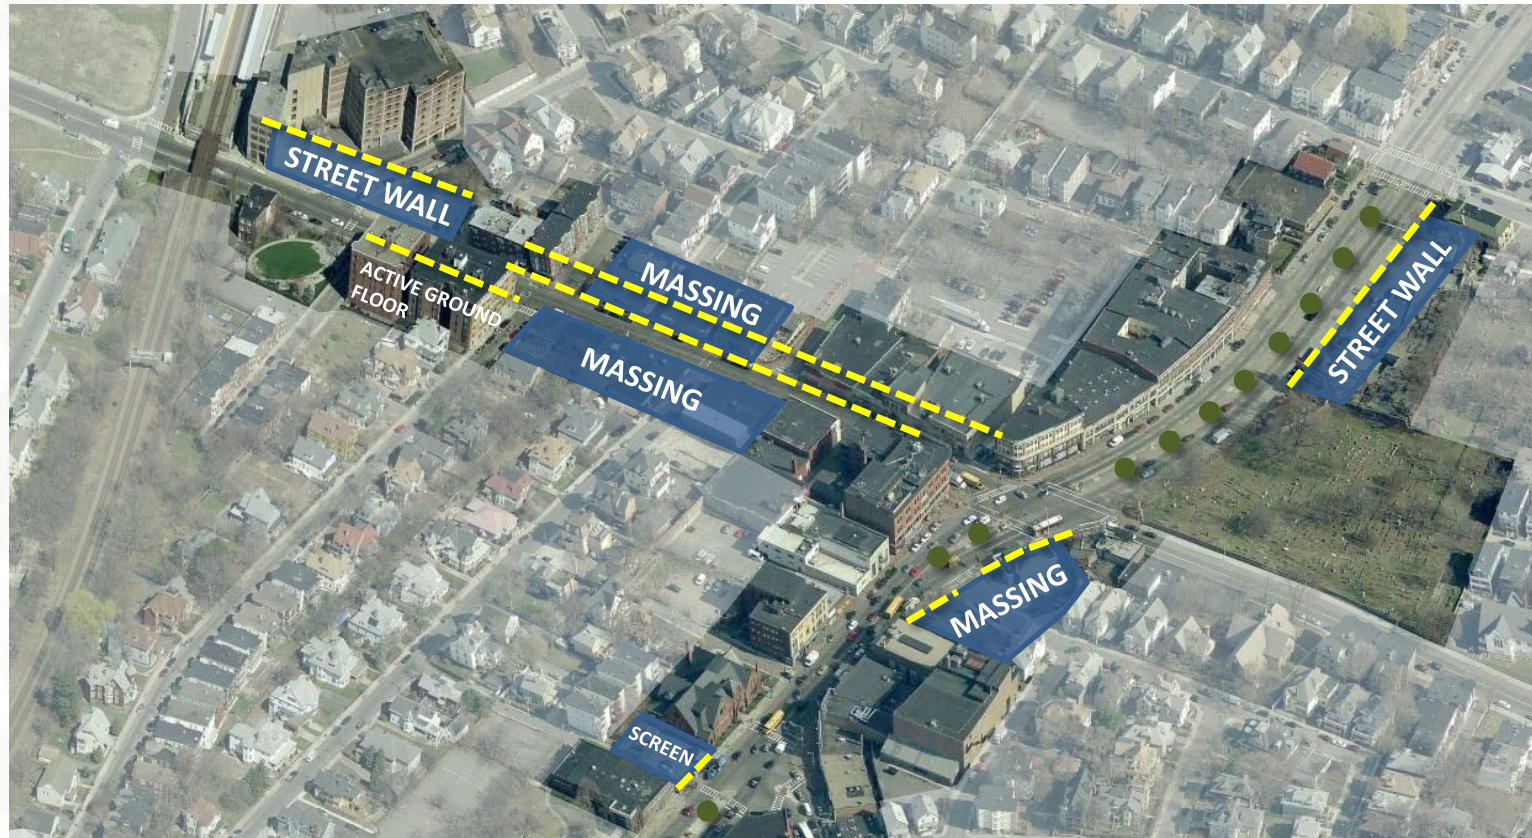 STREET WALL
ACTIVE GROUND
FLOOR
MASSING
MASSING
STREET WALL
MASSING
SCREEN